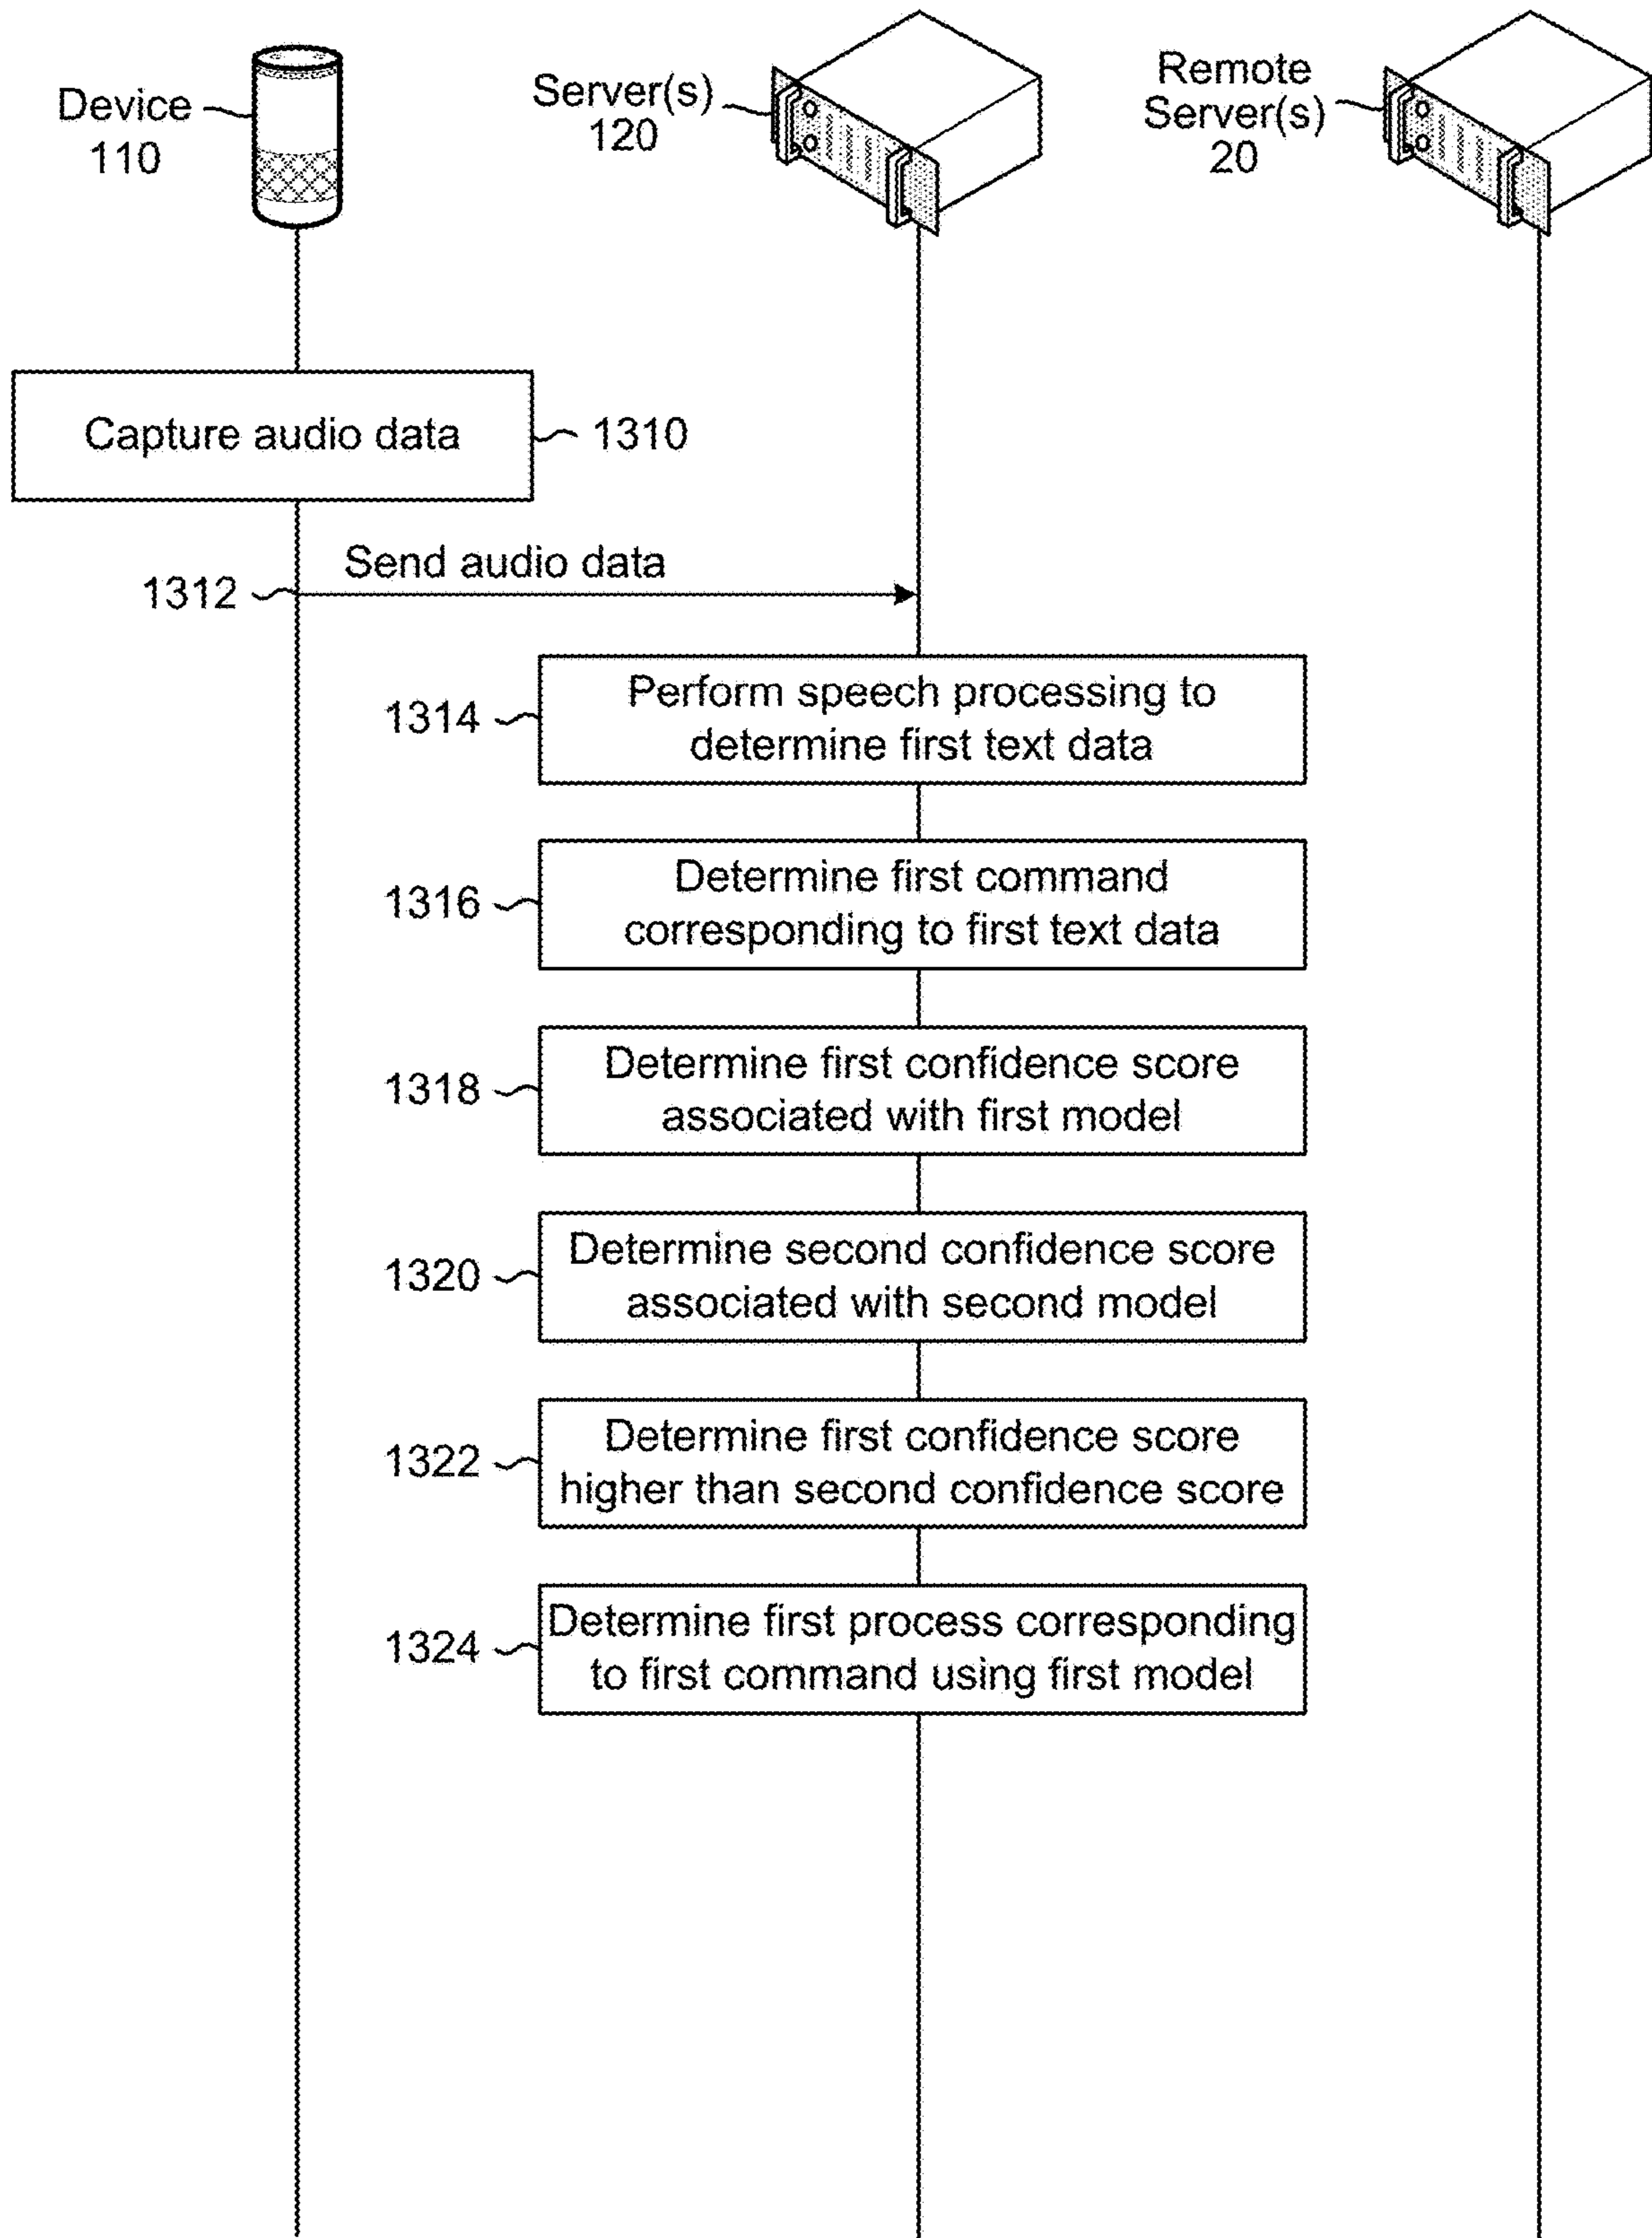 Device
110
Server(s)
120
Remote
Server(s)
20
Capture audio data
1310
Send audio data
1312
1314
Perform speech processing to
determine first text data
1316
Determine first command
corresponding to first text data
1318
Determine first confidence score
associated with first model
1320
Determine second confidence score
associated with second model
1322
Determine first confidence score
higher than second confidence score
1324
Determine first process corresponding
to first command using first model